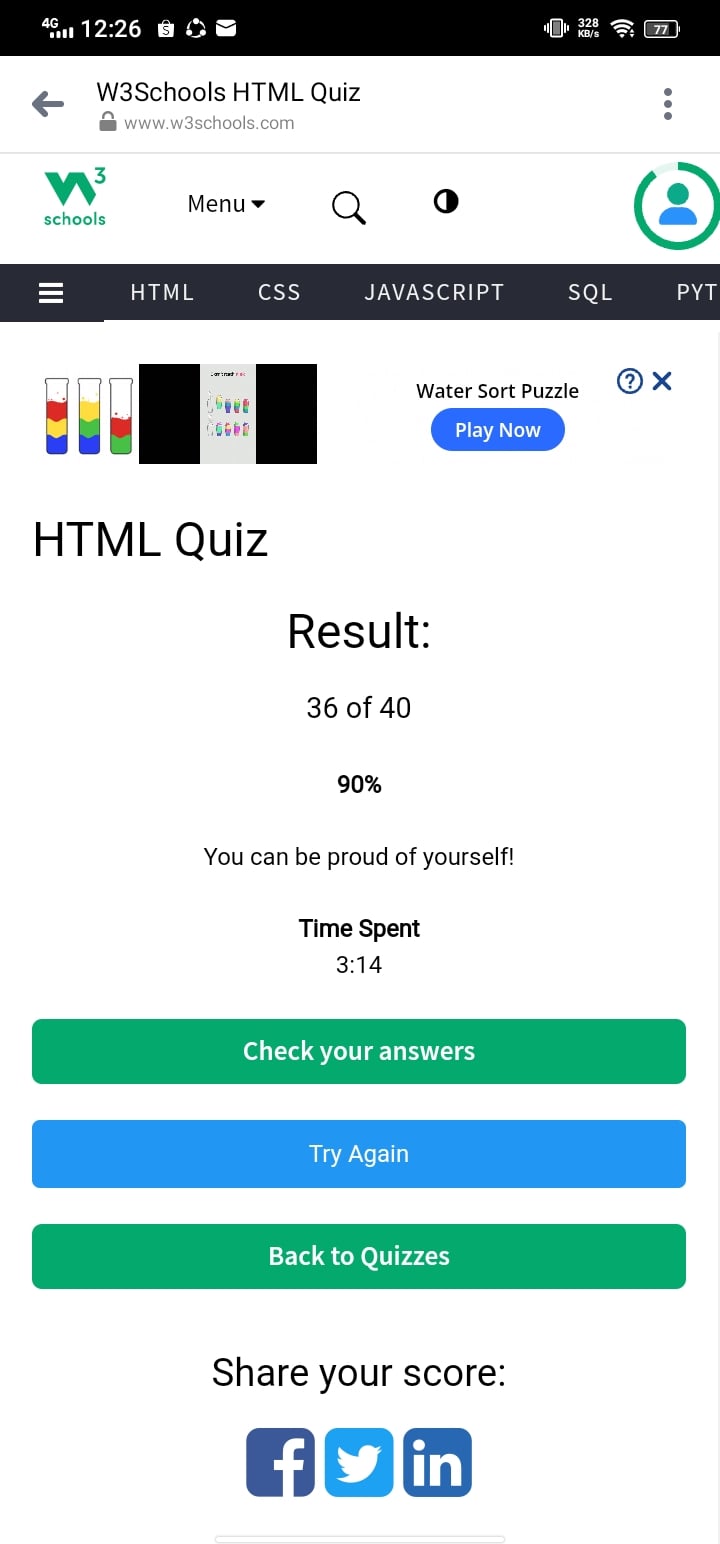 4G 12:26 328 KB/s 77
W3Schools HTML Quiz
www.w3schools.com
W3 schools Menu
HTML CSS JAVASCRIPT SQL PYT
Water Sort Puzzle
Play Now
HTML Quiz
Result:
36 of 40
90%
You can be proud of yourself!
Time Spent
3:14
Check your answers
Try Again
Back to Quizzes
Share your score: